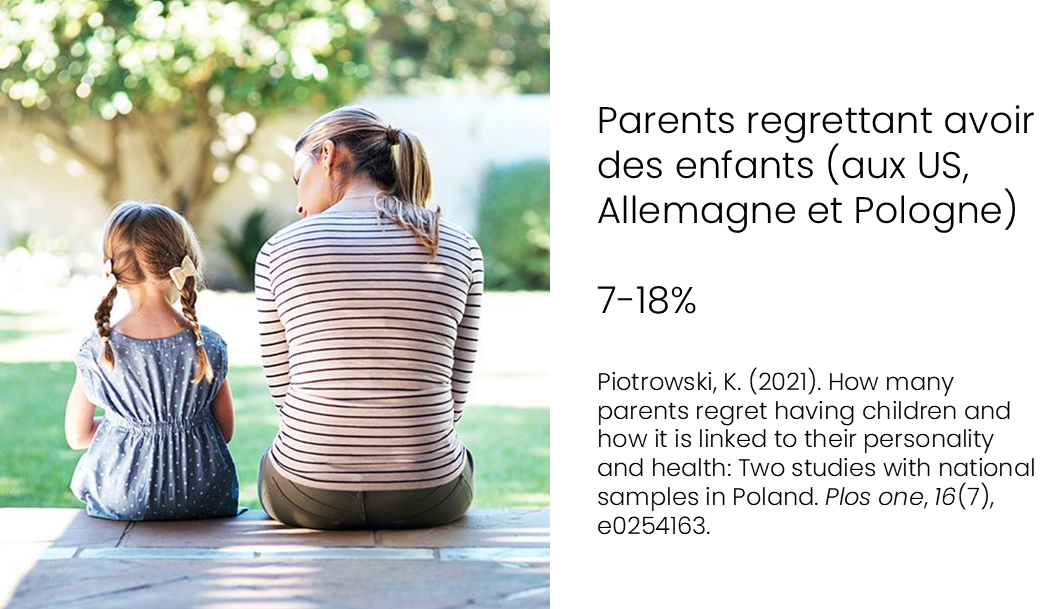 Parents regrettant avoir
des enfants (aux US,
Allemagne et Pologne)
7-18%
Piotrowski, K. (2021). How many
parents regret having children and
how it is linked to their personality
and health: Two studies with national
samples in Poland. Plos one, 16(7),
e0254163.